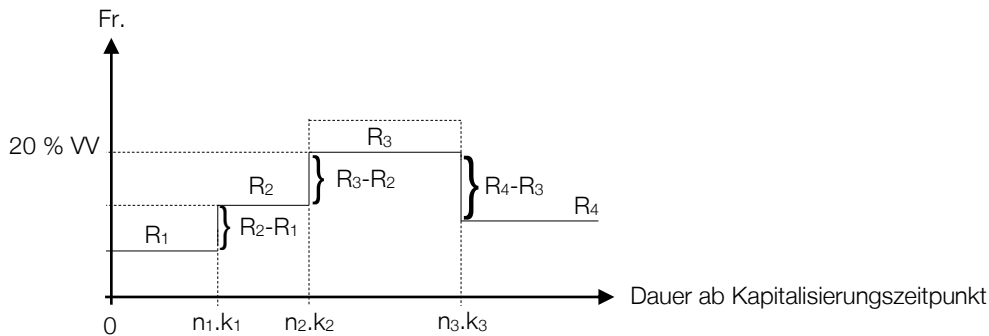 Fr.
20 % VV
R₃
R₂
R₃-R₂
R₄-R₃
R₄
R₁
R₂-R₁
0
n₁.k₁
n₂.k₂
n₃.k₃
Dauer ab Kapitalisierungszeitpunkt